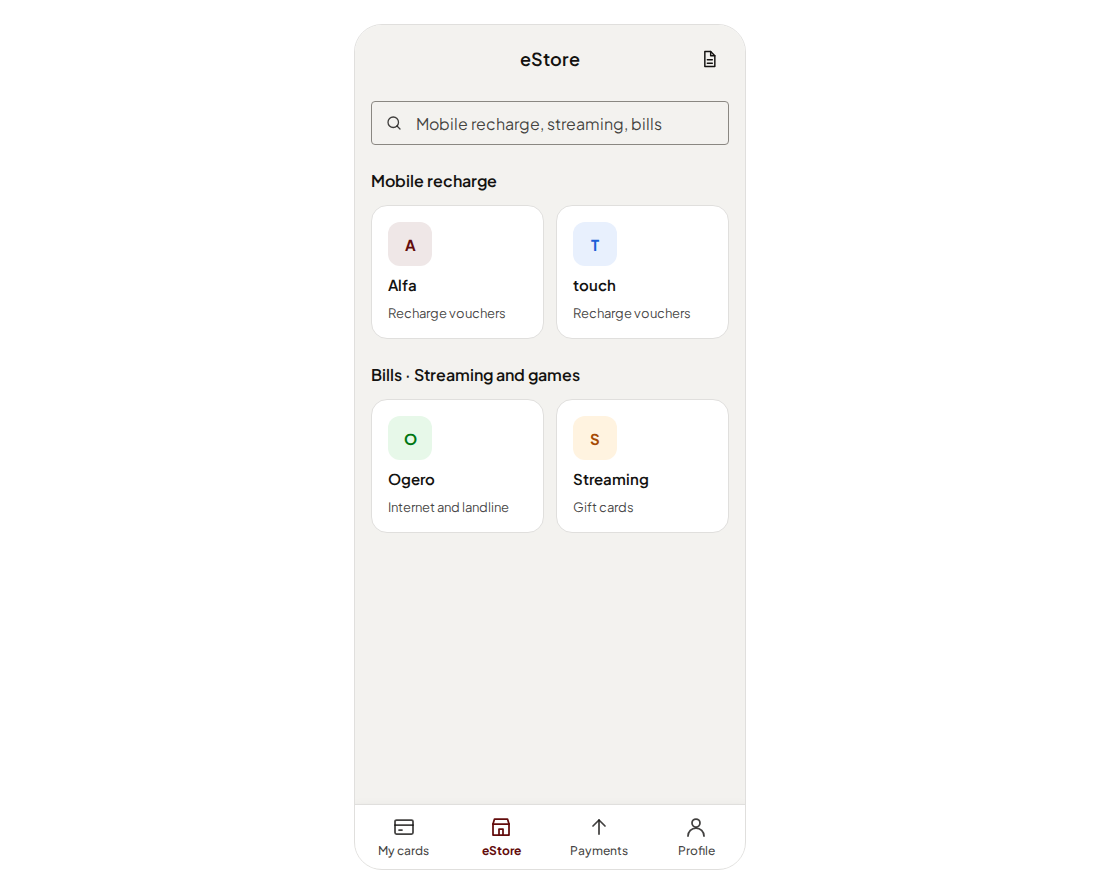 eStore
Mobile recharge, streaming, bills
Mobile recharge
A
Alfa
Recharge vouchers
T
touch
Recharge vouchers
Bills · Streaming and games
O
Ogero
Internet and landline
S
Streaming
Gift cards
My cards
eStore
Payments
Profile